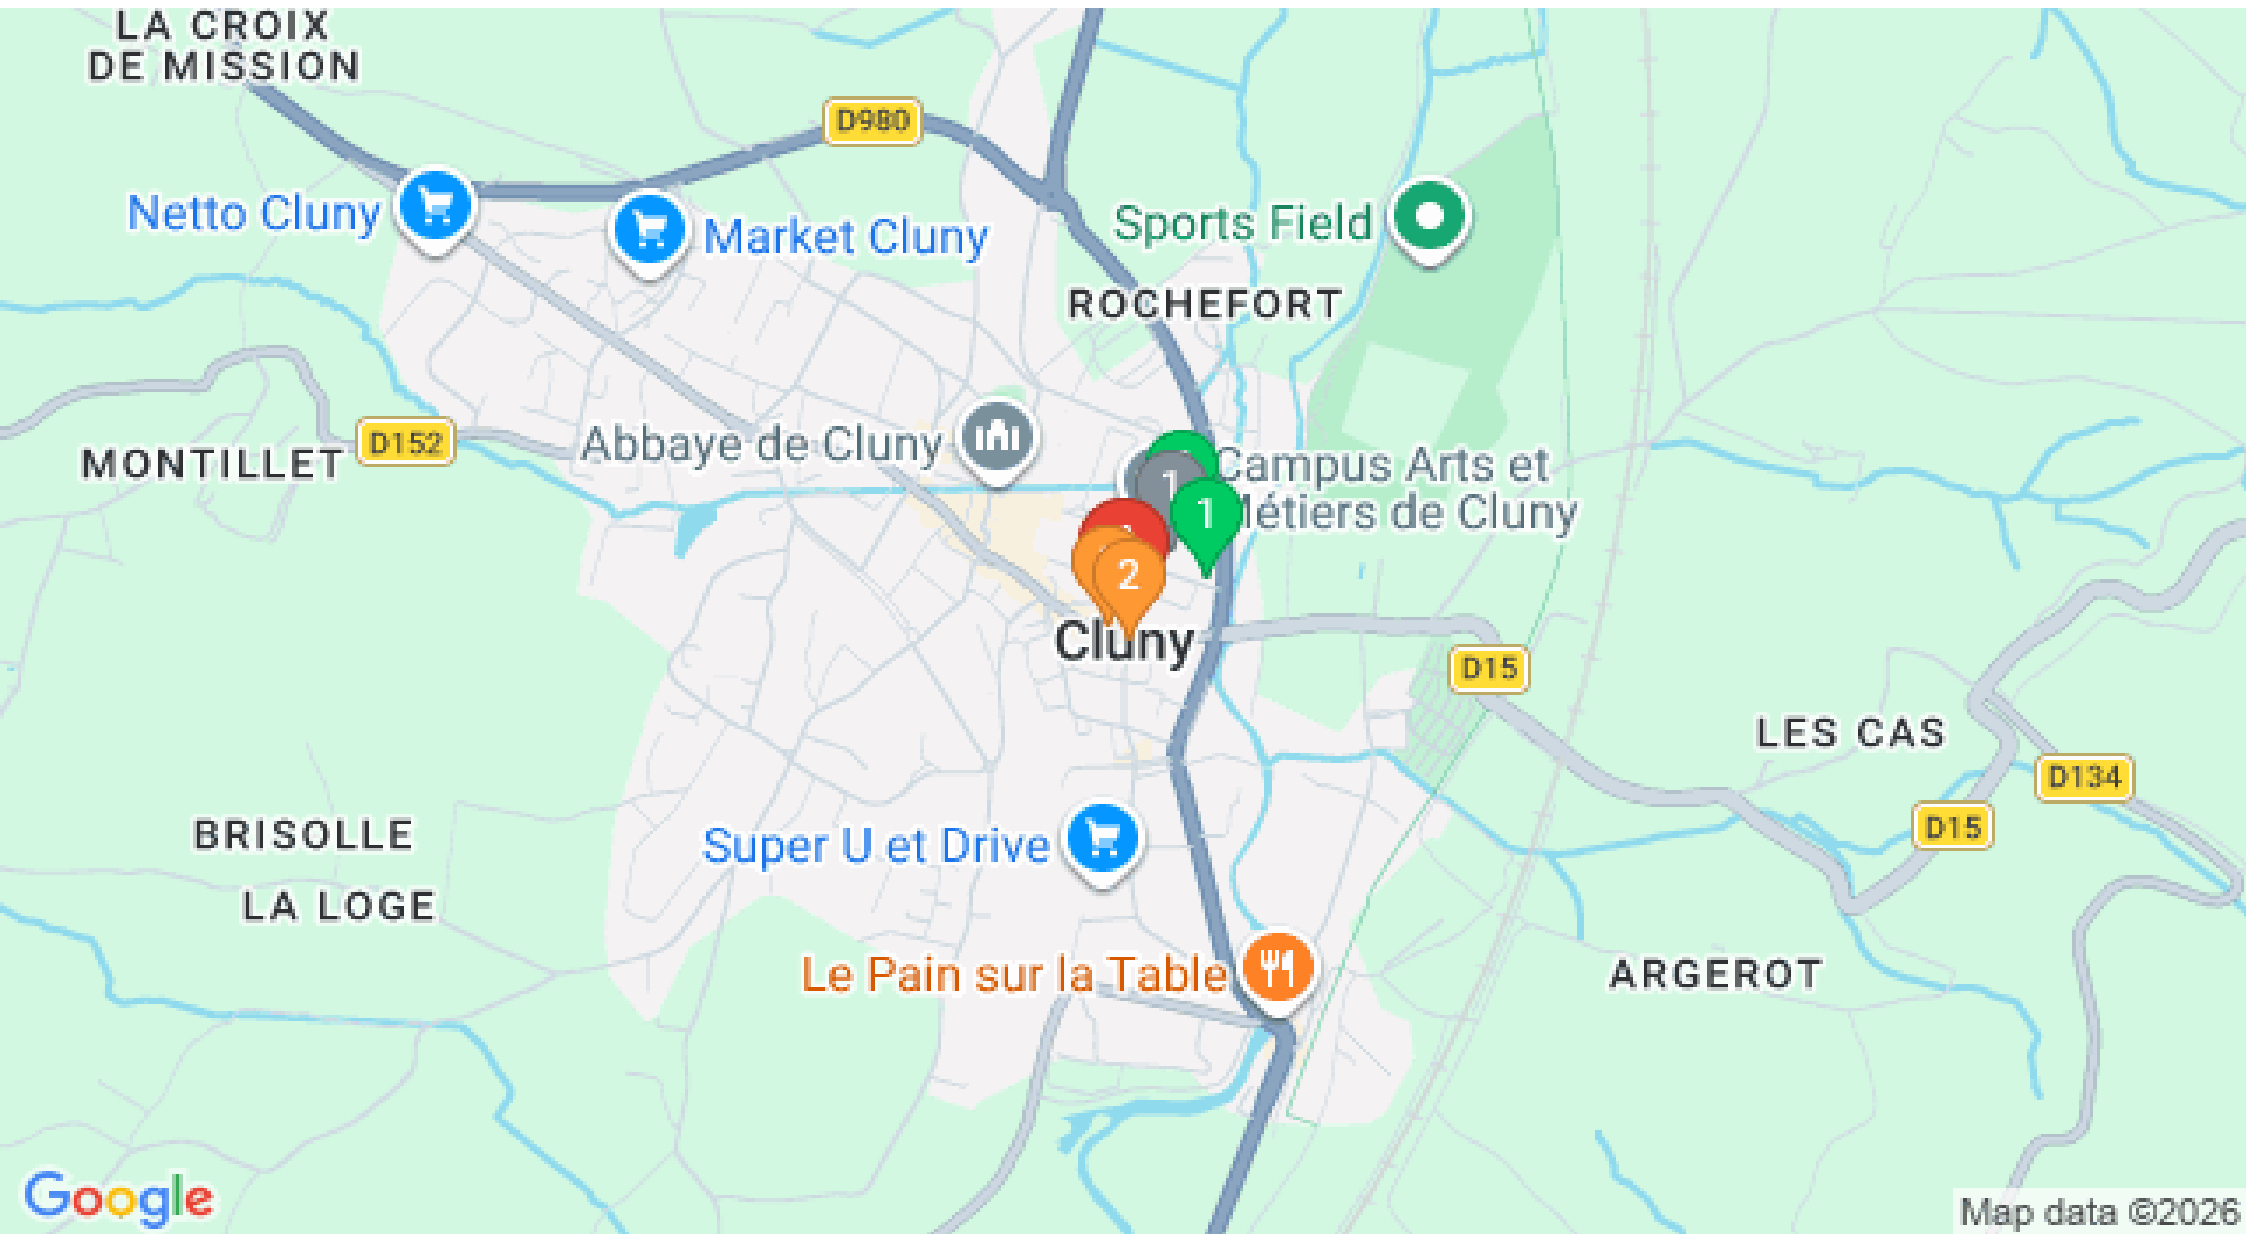 LA CROIX
DE MISSION
D980
Netto Cluny
Market Cluny
Sports Field
ROCHEFORT
D152
MONTILLET
Abbaye de Cluny
Campus Arts et
Métiers de Cluny
1
1
2
Cluny
D15
LES CAS
D134
D15
BRISOLLE
LA LOGE
Super U et Drive
Le Pain sur la Table
ARGEROT
Google
Map data ©2026